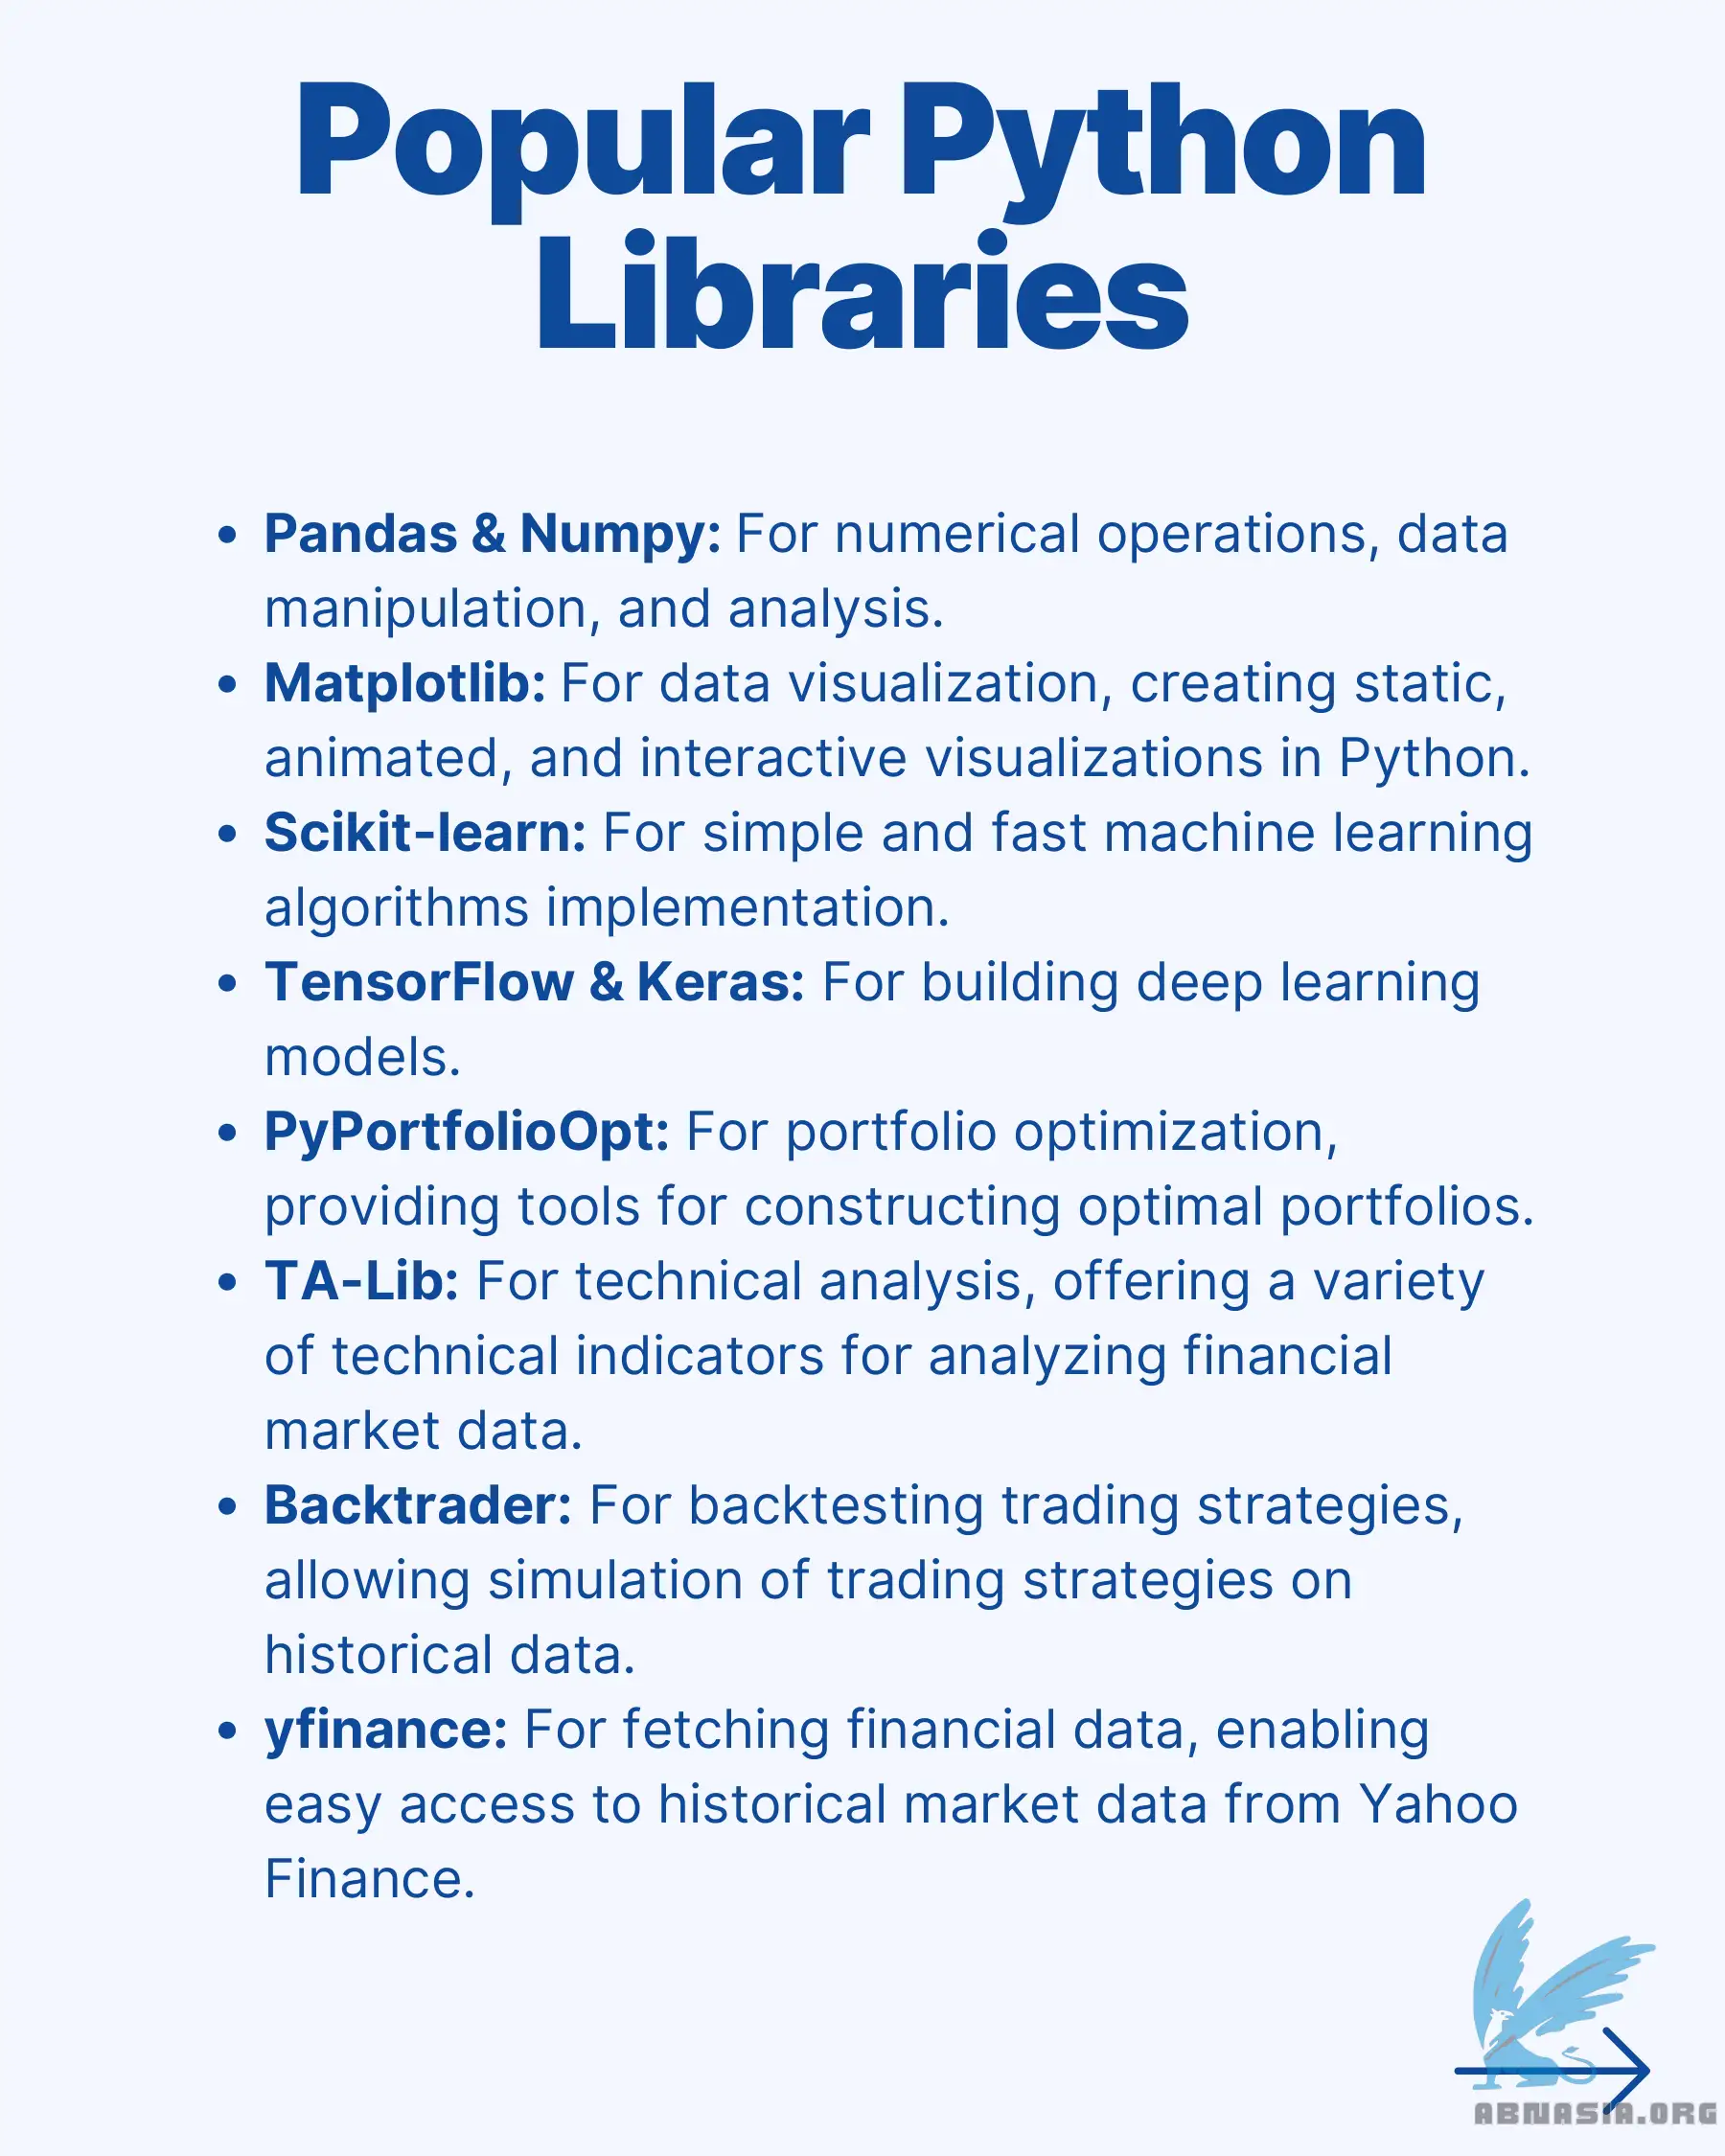 Popular Python
Libraries
• Pandas & Numpy: For numerical operations, data
manipulation, and analysis.
• Matplotlib: For data visualization, creating static,
animated, and interactive visualizations in Python.
• Scikit-learn: For simple and fast machine learning
algorithms implementation.
• TensorFlow & Keras: For building deep learning
models.
• PyPortfolioOpt: For portfolio optimization,
providing tools for constructing optimal portfolios.
• TA-Lib: For technical analysis, offering a variety
of technical indicators for analyzing financial
market data.
• Backtrader: For backtesting trading strategies,
allowing simulation of trading strategies on
historical data.
• yfinance: For fetching financial data, enabling
easy access to historical market data from Yahoo
Finance.
ABNASIA.ORG